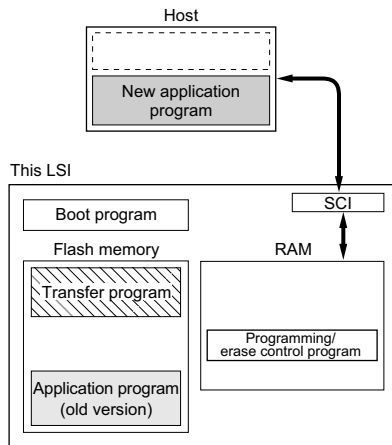 Host
New application
program
This LSI
SCI
Boot program
Flash memory
RAM
Transfer program
Programming/
erase control program
Application program
(old version)